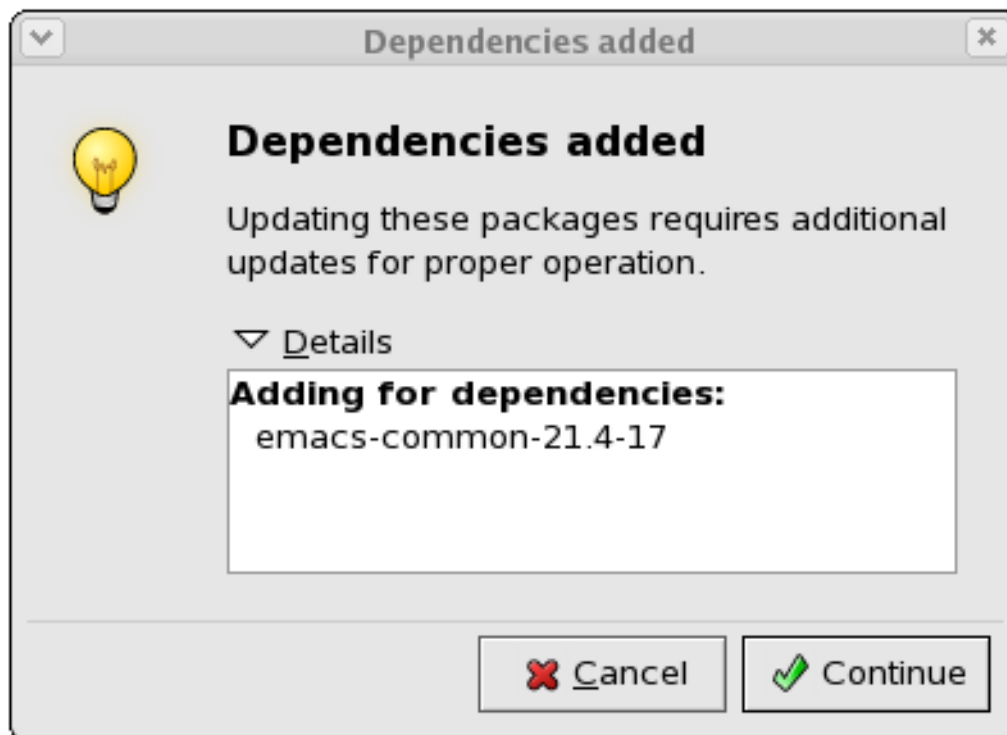 Dependencies added
Dependencies added
Updating these packages requires additional
updates for proper operation.
Details
Adding for dependencies:
emacs-common-21.4-17
Cancel
Continue